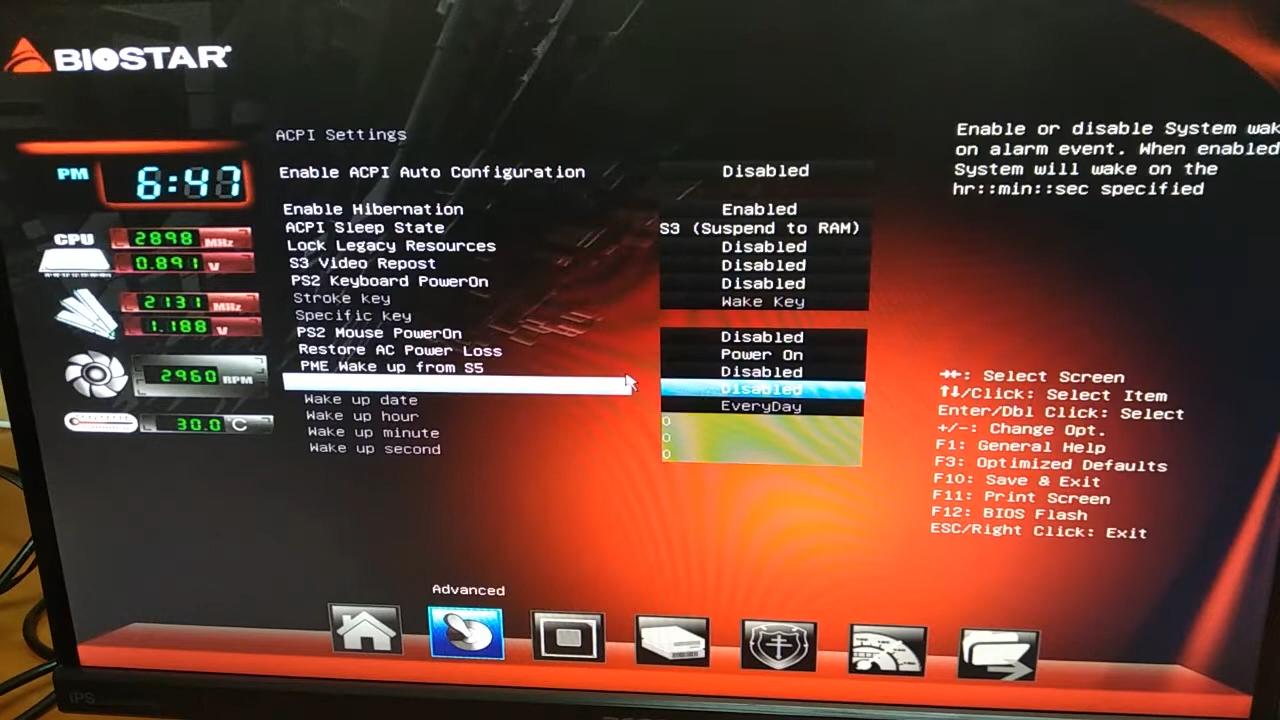 BIOSTAR
ACPI Settings
PM 6:47
CPU 2898 MHz
0.891 V
2131 MHz
1.188 V
2960 RPM
30.0 C
Enable ACPI Auto Configuration Disabled
Enable Hibernation Enabled
ACPI Sleep State S3 (Suspend to RAM)
Lock Legacy Resources Disabled
S3 Video Repost Disabled
PS2 Keyboard PowerOn Disabled
Stroke key Wake Key
Specific key
PS2 Mouse PowerOn Disabled
Restore AC Power Loss Power On
PME Wake up from S5 Disabled
Disabled
Wake up date EveryDay
Wake up hour 0
Wake up minute 0
Wake up second 0
Enable or disable System wak
on alarm event. When enabled
System will wake on the
hr::min::sec specified
→←: Select Screen
↑↓/Click: Select Item
Enter/Dbl Click: Select
+/-: Change Opt.
F1: General Help
F3: Optimized Defaults
F10: Save & Exit
F11: Print Screen
F12: BIOS Flash
ESC/Right Click: Exit
Advanced
iPS